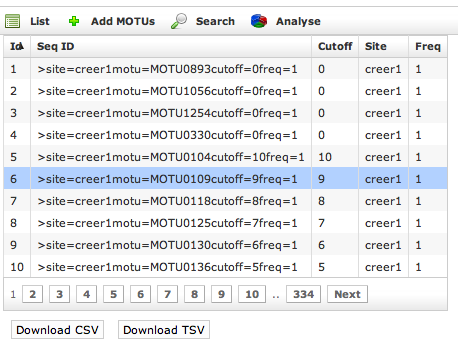 List Add MOTUs Search Analyse
Id Seq ID Cutoff Site Freq
1 >site=creer1motu=MOTU0893cutoff=0freq=1 0 creer1 1
2 >site=creer1motu=MOTU1056cutoff=0freq=1 0 creer1 1
3 >site=creer1motu=MOTU1254cutoff=0freq=1 0 creer1 1
4 >site=creer1motu=MOTU0330cutoff=0freq=1 0 creer1 1
5 >site=creer1motu=MOTU0104cutoff=10freq=1 10 creer1 1
6 >site=creer1motu=MOTU0109cutoff=9freq=1 9 creer1 1
7 >site=creer1motu=MOTU0118cutoff=8freq=1 8 creer1 1
8 >site=creer1motu=MOTU0125cutoff=7freq=1 7 creer1 1
9 >site=creer1motu=MOTU0130cutoff=6freq=1 6 creer1 1
10 >site=creer1motu=MOTU0136cutoff=5freq=1 5 creer1 1
1 2 3 4 5 6 7 8 9 10 .. 334 Next
Download CSV Download TSV